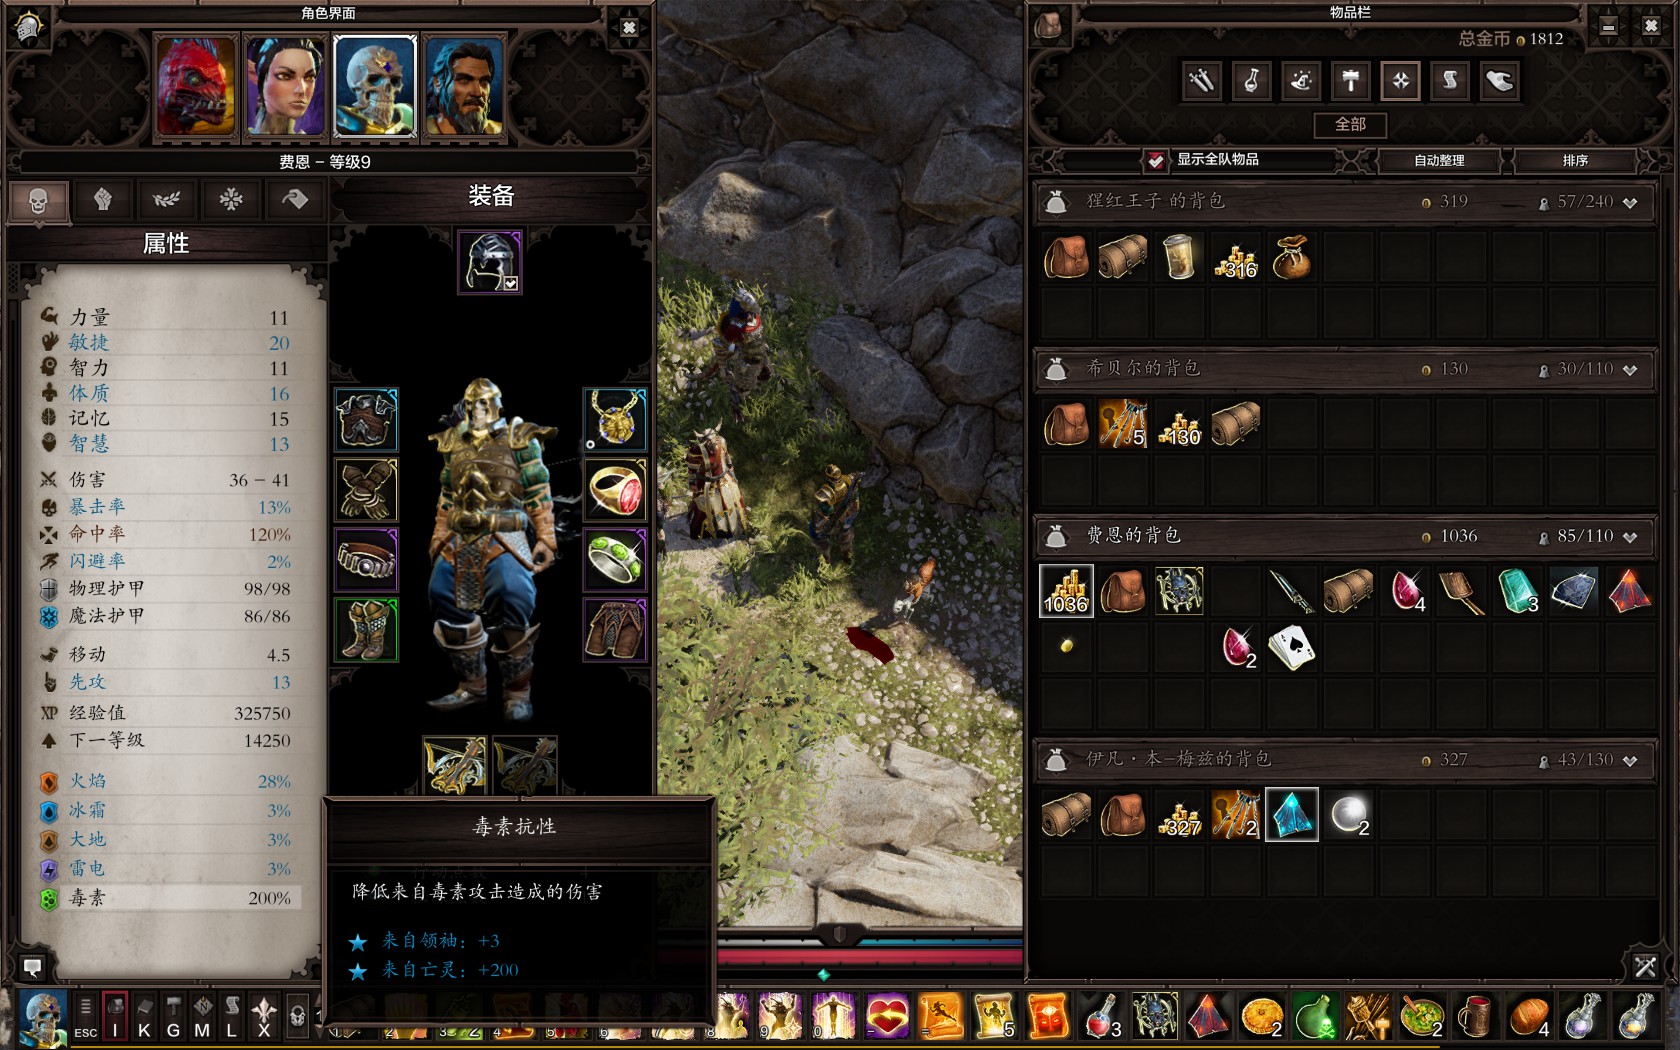 角色界面
费恩 – 等级9
装备
属性
力量 11
敏捷 20
智力 11
体质 16
记忆 15
智慧 13
伤害 36 – 41
暴击率 13%
命中率 120%
闪避率 2%
物理护甲 98/98
魔法护甲 86/86
移动 4.5
先攻 13
XP 经验值 325750
下一等级 14250
火焰 28%
冰霜 3%
大地 3%
雷电 3%
毒素 200%
毒素抗性
降低来自毒素攻击造成的伤害
来自领袖：+3
来自亡灵：+200
物品栏
总金币 1812
全部
显示全队物品 自动整理 排序
猩红王子 的背包 319 57/240
316
希贝尔的背包 130 30/110
5 130
费恩的背包 1036 85/110
1036 4 3
2
伊凡·本–梅兹的背包 327 43/130
327 2 2
ESC I K G M L X
5 3 2 2 4